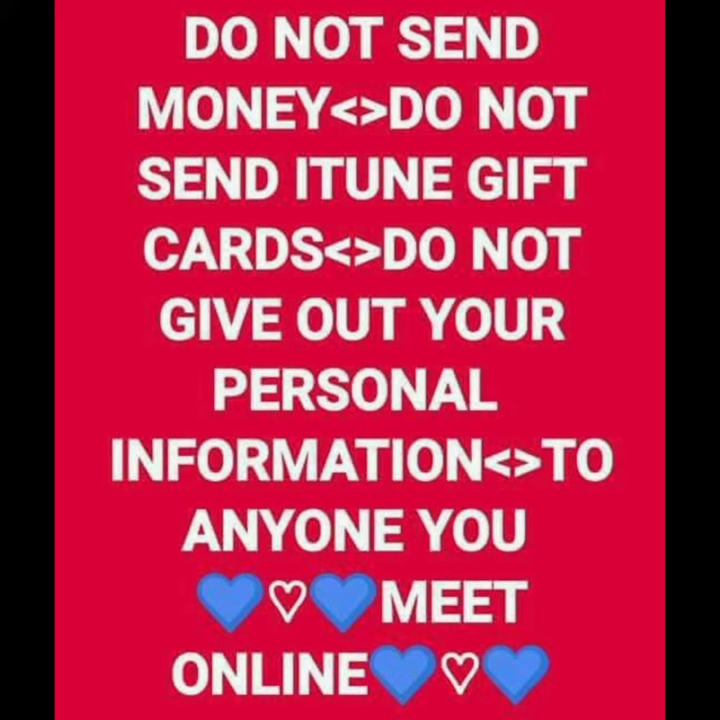 DO NOT SEND
MONEY<>DO NOT
SEND ITUNE GIFT
CARDS<>DO NOT
GIVE OUT YOUR
PERSONAL
INFORMATION<>TO
ANYONE YOU
💙♡💙MEET
ONLINE💙♡💙